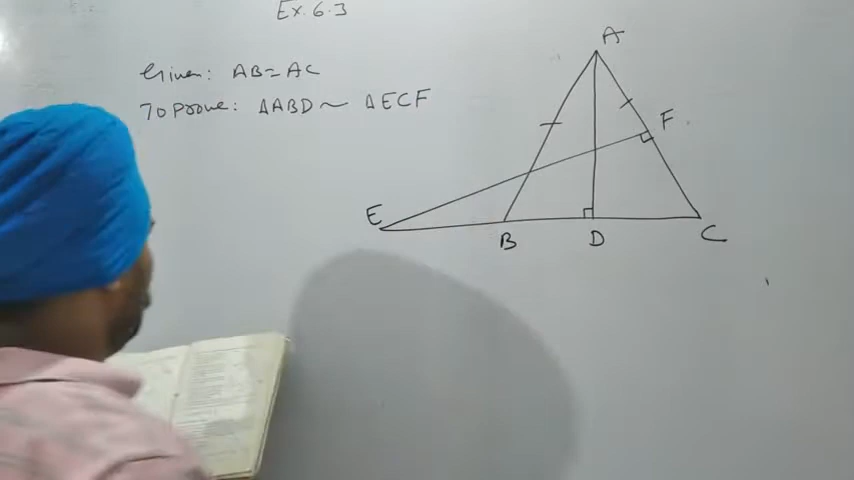 Ex. 6.3
Given: AB=AC
To prove: ΔABD ~ ΔECF
A
F
E
B
D
C